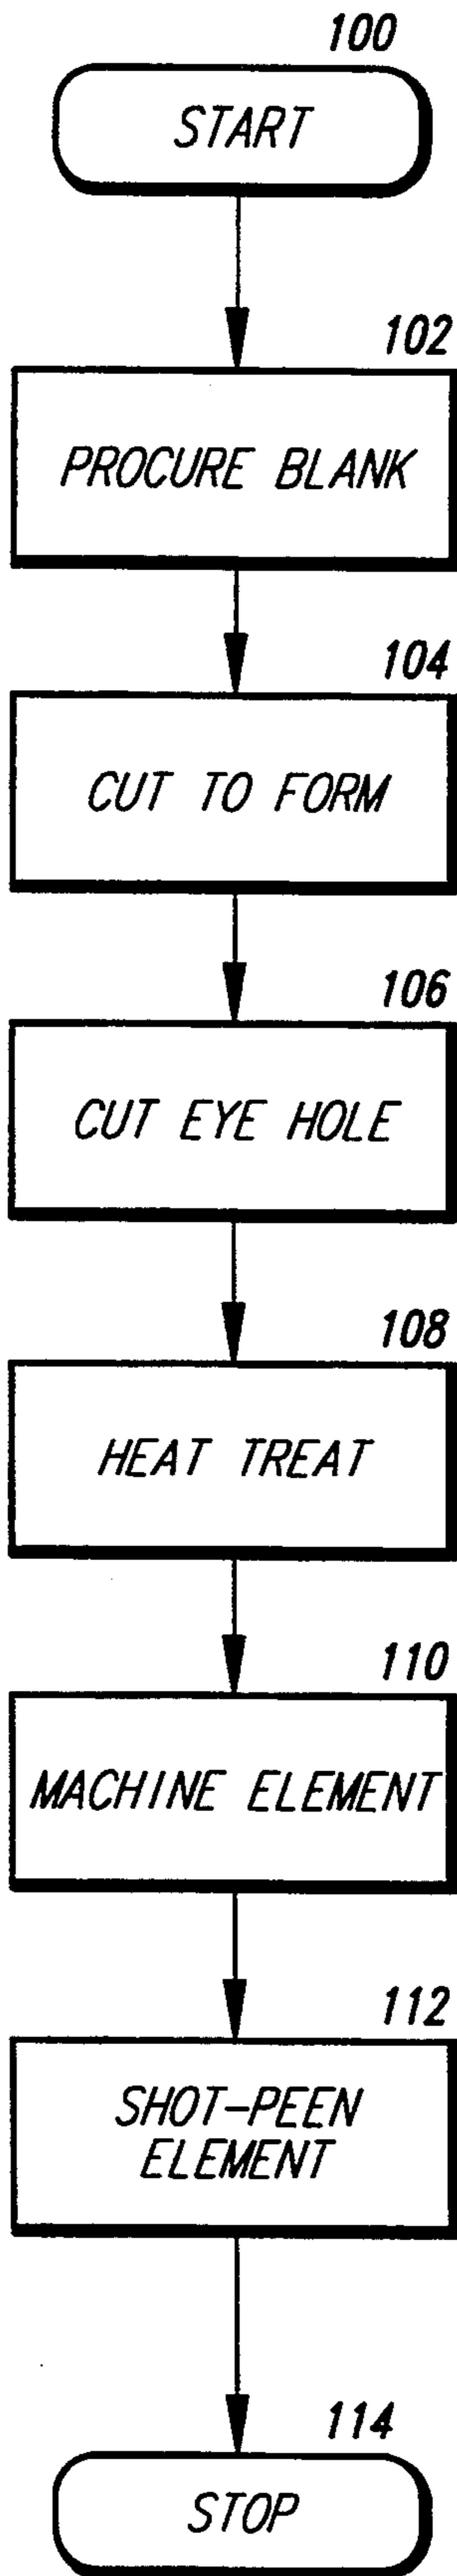 100
START
102
PROCURE BLANK
104
CUT TO FORM
106
CUT EYE HOLE
108
HEAT TREAT
110
MACHINE ELEMENT
112
SHOT-PEEN
ELEMENT
114
STOP